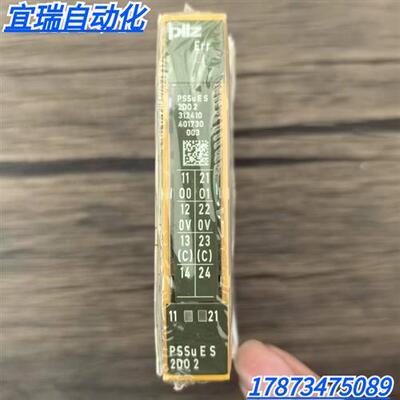 宜瑞自动化
pilz
Err
PSSu E S
2DO 2
312410
401730
003
11 21
00 01
12 22
0V 0V
13 23
(C) (C)
14 24
11 21
PSSu E S
2DO 2
17873475089